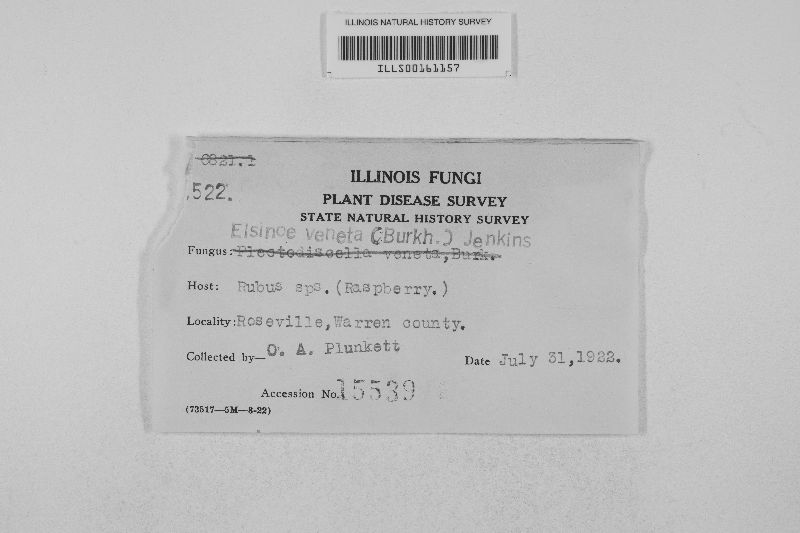 ILLINOIS NATURAL HISTORY SURVEY
ILLS00161157
6821.1
.522.
ILLINOIS FUNGI
PLANT DISEASE SURVEY
STATE NATURAL HISTORY SURVEY
Elsinoe veneta (Burkh.) Jenkins
Fungus: Plectodiscella veneta, Burk.
Host: Rubus sps. (Raspberry.)
Locality: Roseville, Warren county.
Collected by— O. A. Plunkett Date July 31, 1922.
Accession No. 15539
(73517—5M—8-22)